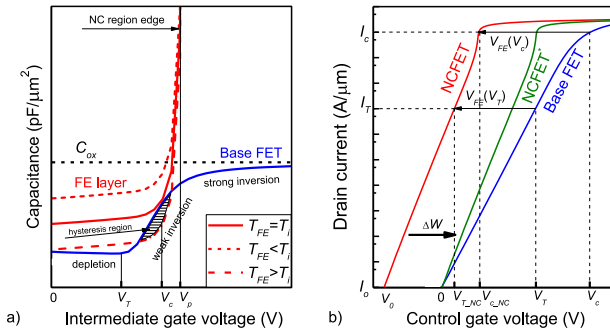 NC region edge
C_ox
Base FET
FE layer
strong inversion
hysteresis region
weak inversion
depletion
T_FE=T_i
T_FE<T_i
T_FE>T_i
Capacitance (pF/μm²)
0
V_T
V_c
V_p
a)
Intermediate gate voltage (V)
b)
I_c
V_FE(V_c)
I_T
V_FE(V_T)
NCFET
NCFET*
Base FET
ΔW
I_o
Drain current (A/μm)
V_0
0
V_T_NC
V_c_NC
V_T
V_c
Control gate voltage (V)